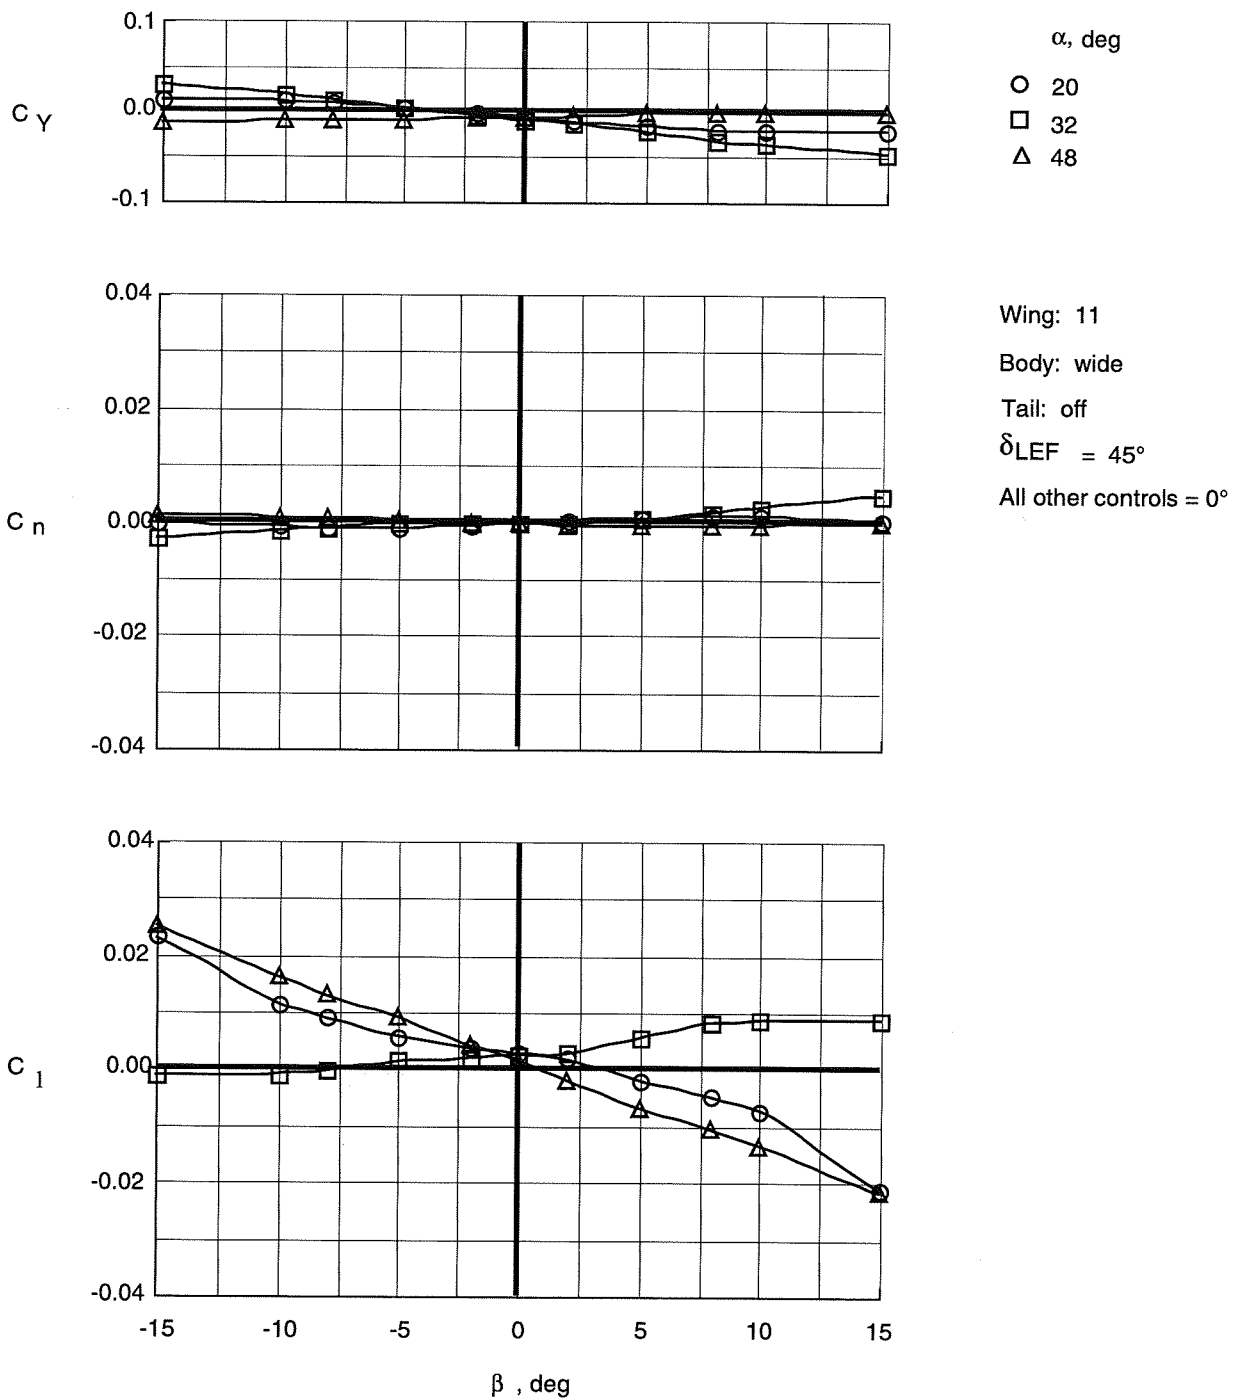 0.1
C Y
0.0
-0.1
α, deg
20
32
48
0.04
0.02
C n
0.00
-0.02
-0.04
Wing: 11
Body: wide
Tail: off
δLEF = 45°
All other controls = 0°
0.04
0.02
C l
0.00
-0.02
-0.04
-15 -10 -5 0 5 10 15
β , deg